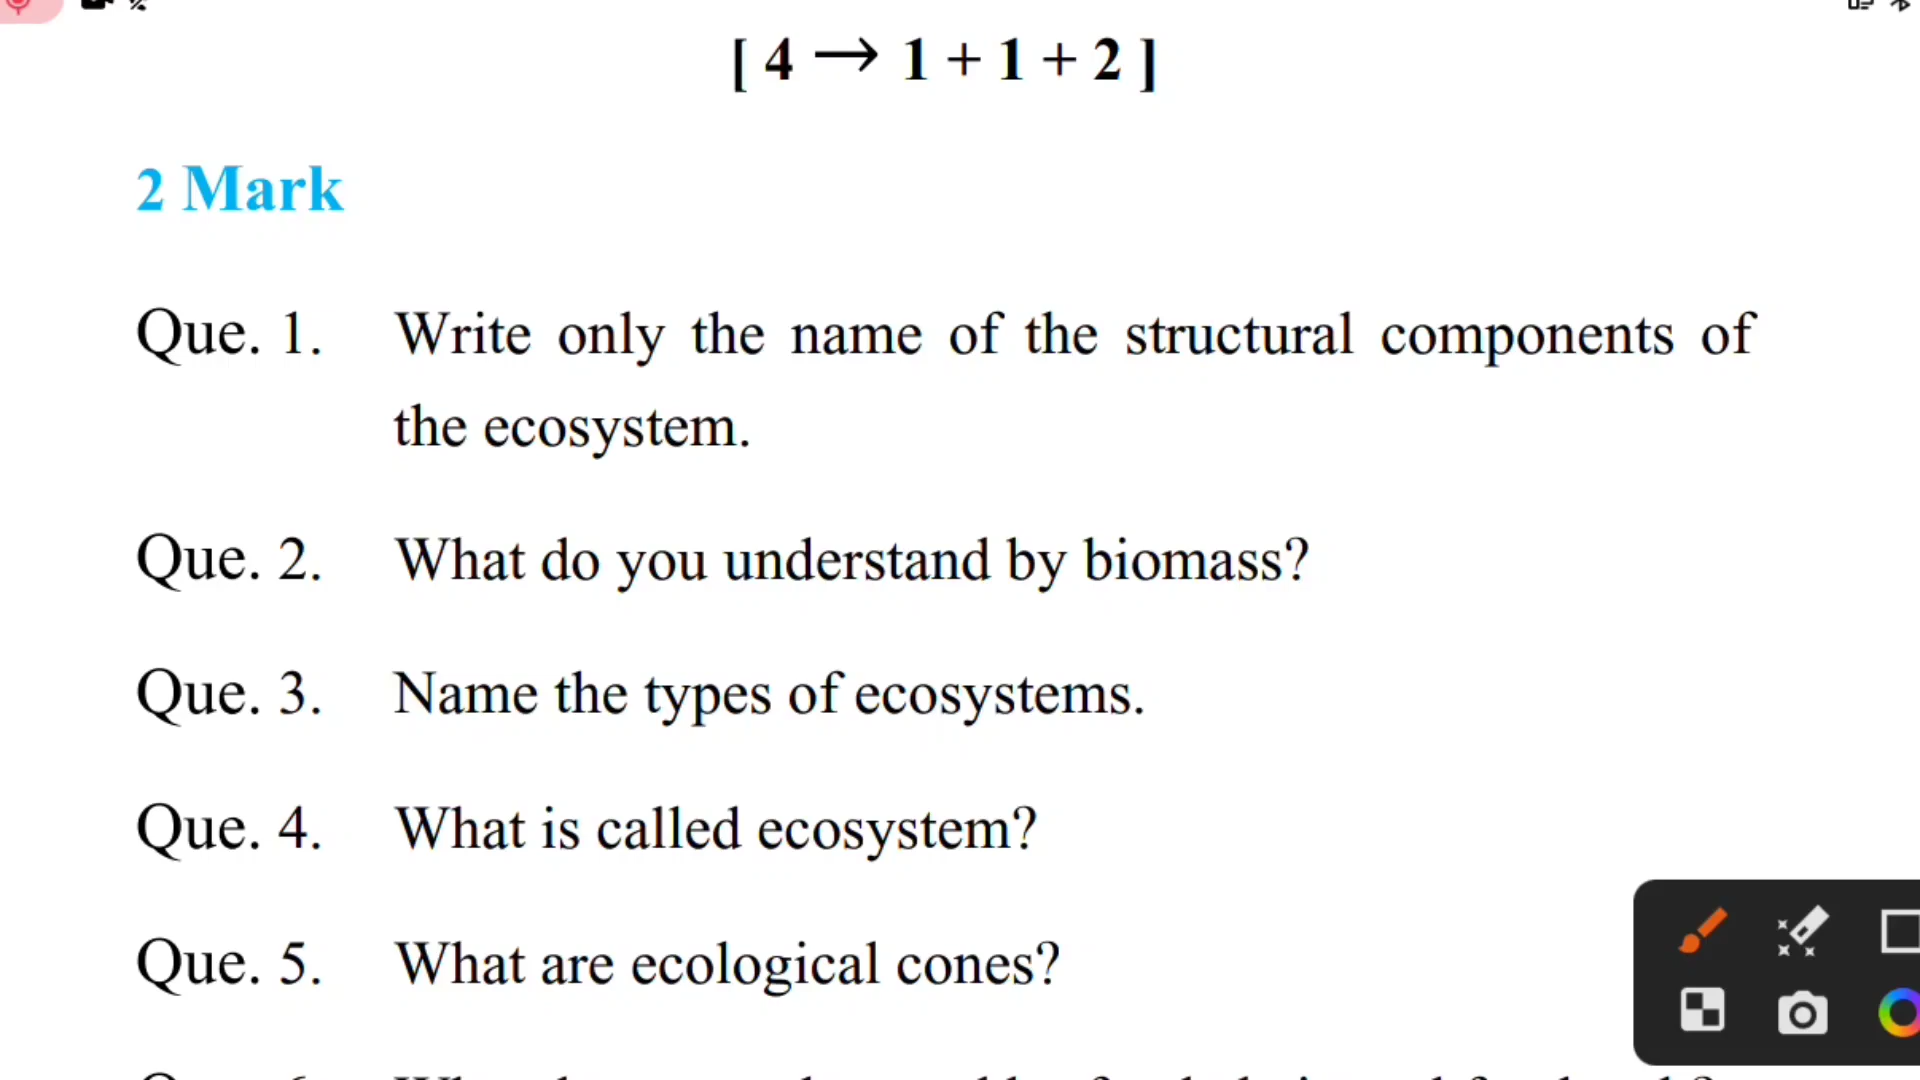 [ 4 → 1 + 1 + 2 ]
2 Mark
Que. 1. Write only the name of the structural components of
the ecosystem.
Que. 2. What do you understand by biomass?
Que. 3. Name the types of ecosystems.
Que. 4. What is called ecosystem?
Que. 5. What are ecological cones?